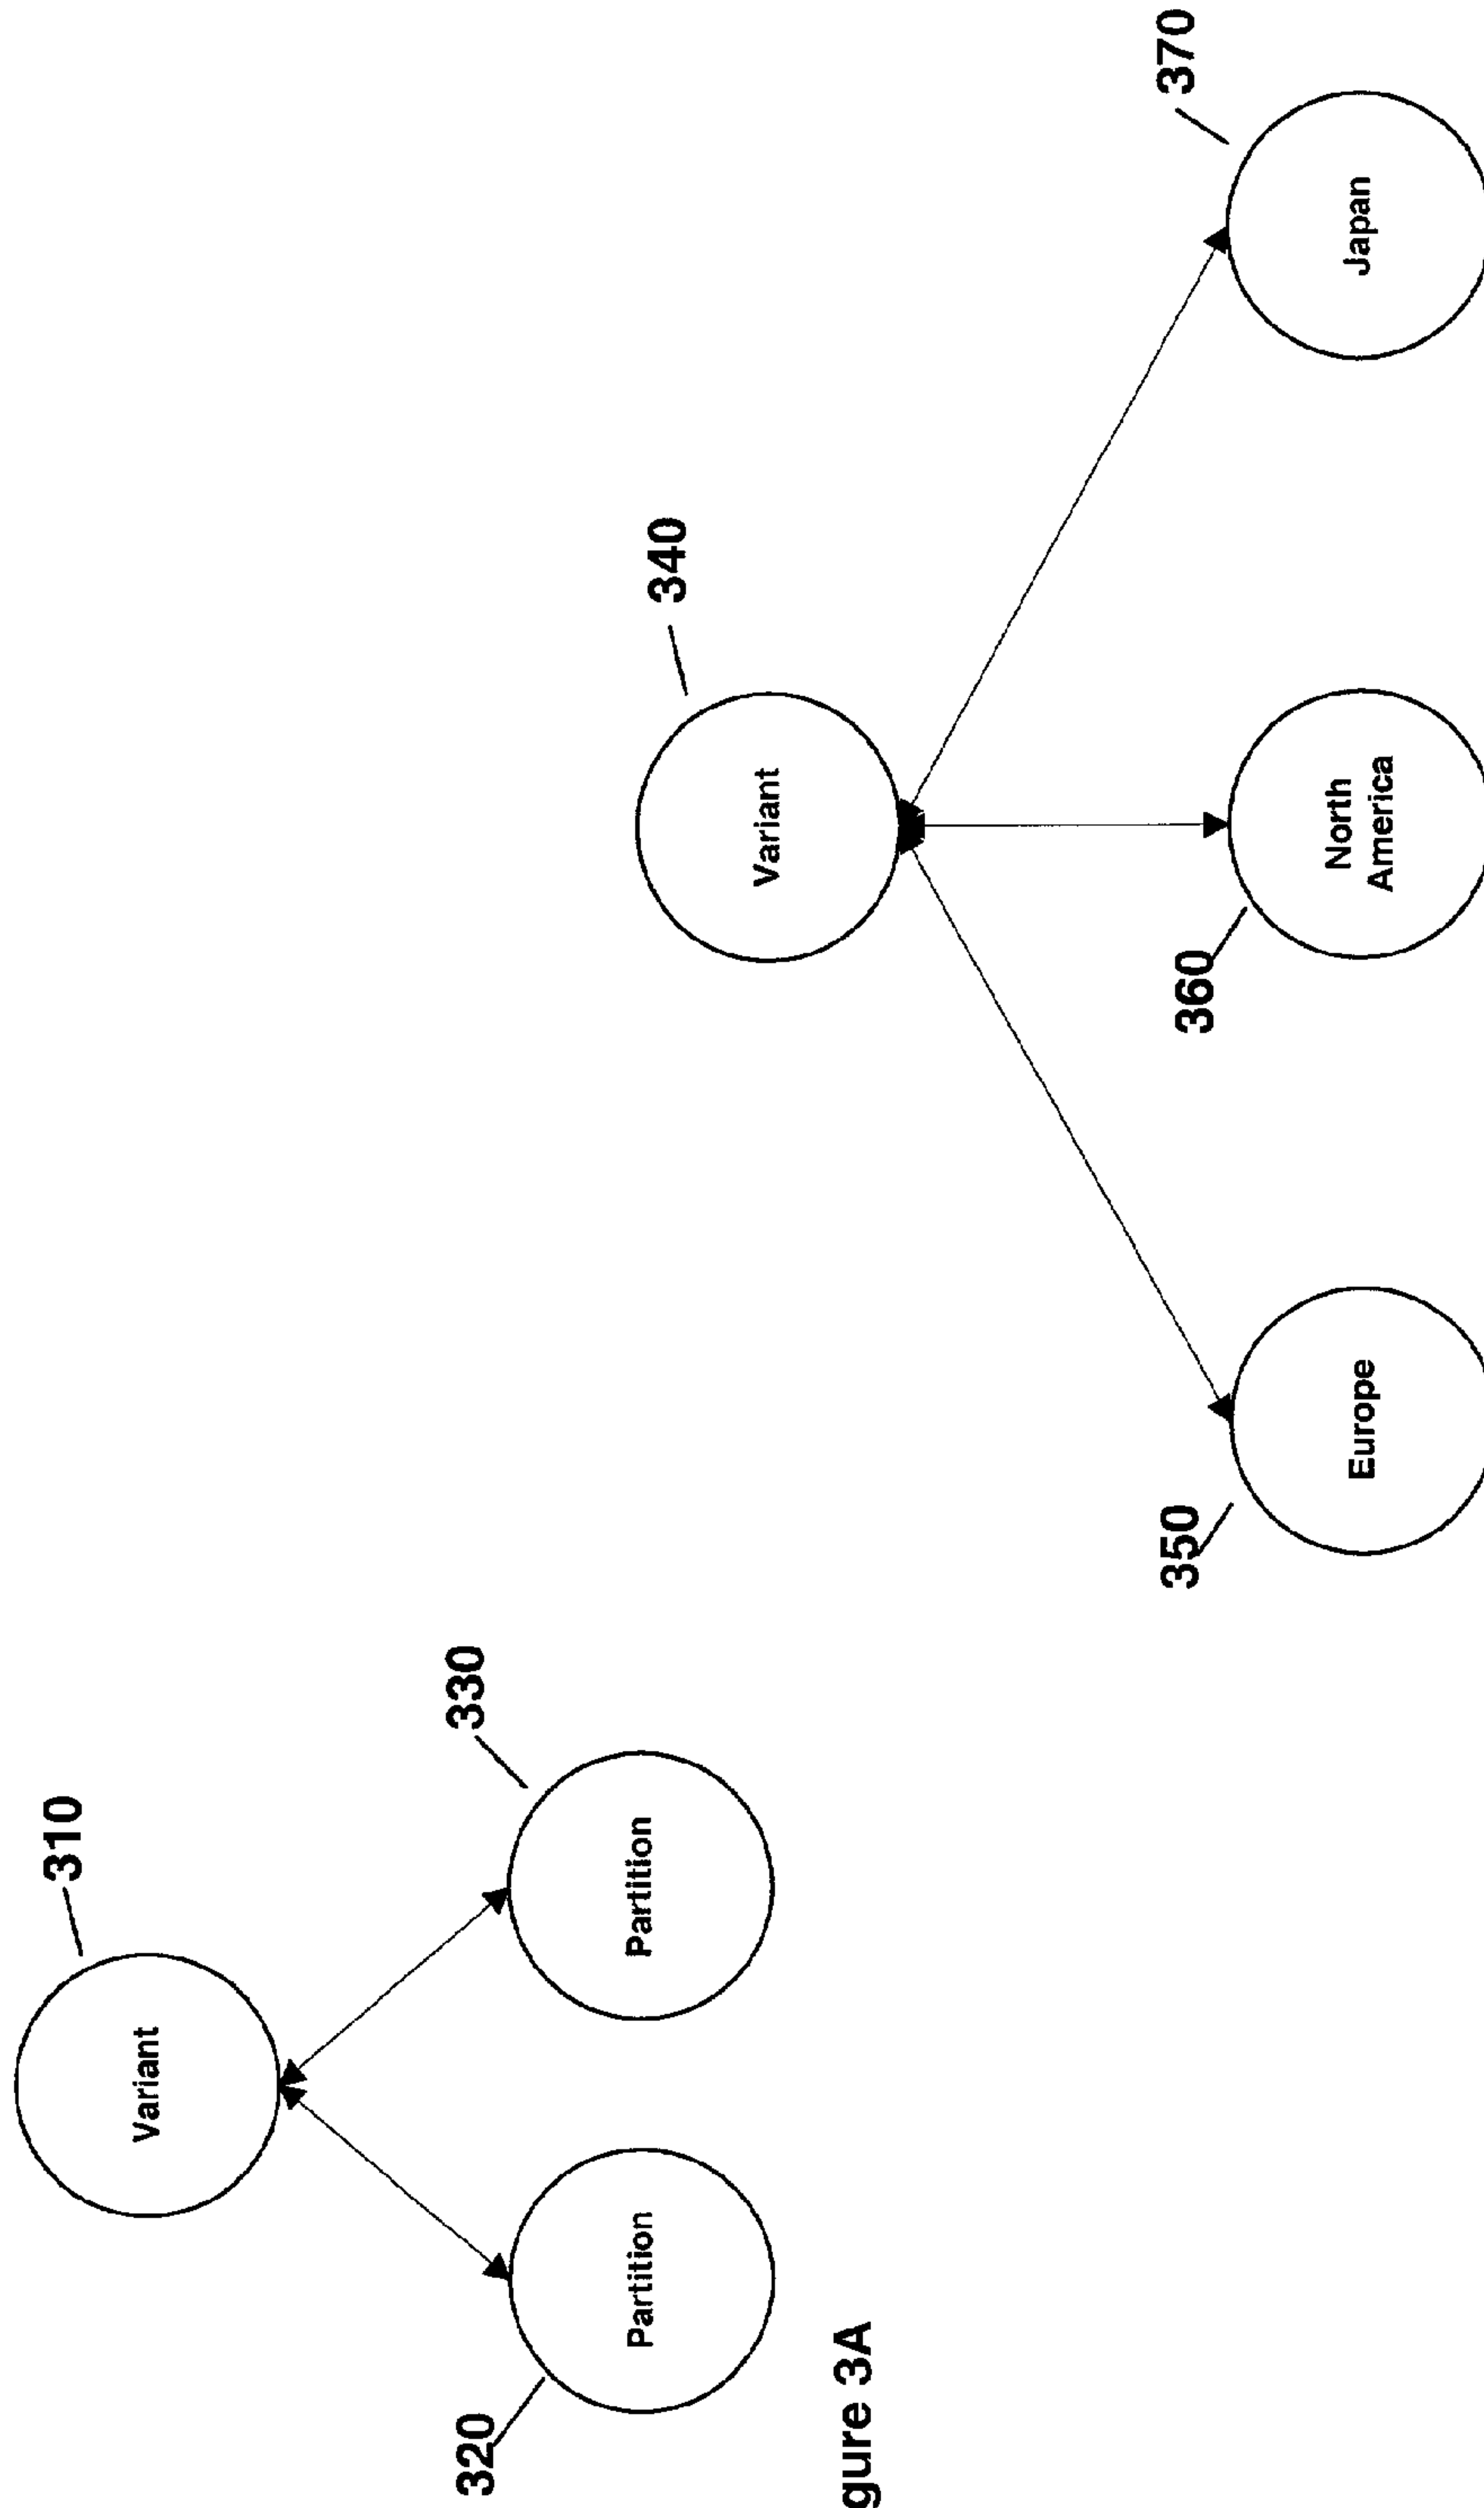 310
Variant
330
320
Partition
Partition
gure 3A
340
Variant
370
360
350
Europe
North
America
Japan